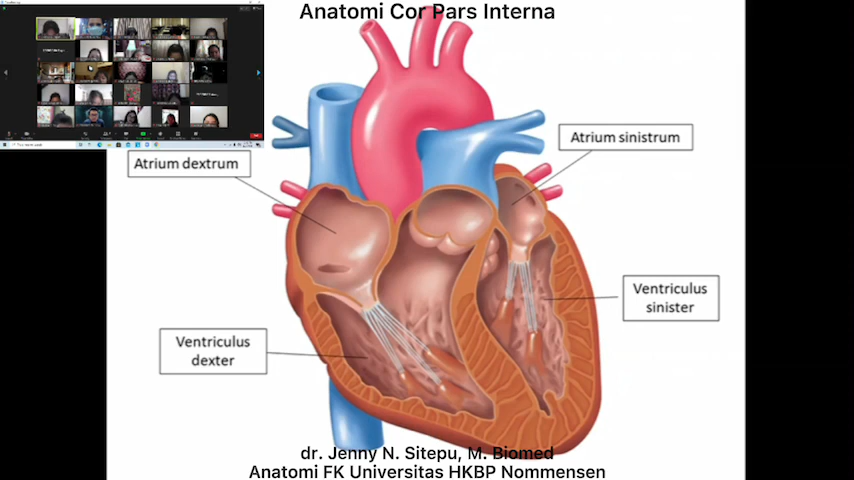 Anatomi Cor Pars Interna
Atrium dextrum
Atrium sinistrum
Ventriculus
sinister
Ventriculus
dexter
dr. Jenny N. Sitepu, M. Biomed
Anatomi FK Universitas HKBP Nommensen